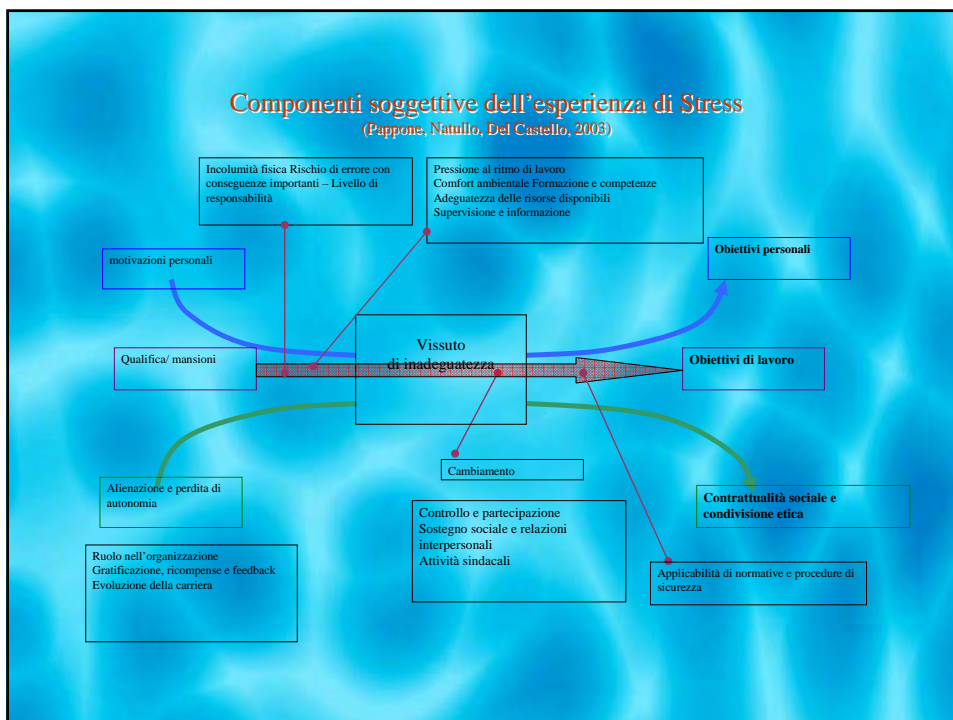 Componenti soggettive dell'esperienza di Stress
(Pappone, Natullo, Del Castello, 2003)
Incolumità fisica Rischio di errore con
conseguenze importanti – Livello di
responsabilità
Pressione al ritmo di lavoro
Comfort ambientale Formazione e competenze
Adeguatezza delle risorse disponibili
Supervisione e informazione
motivazioni personali
Obiettivi personali
Qualifica/ mansioni
Vissuto
di inadeguatezza
Obiettivi di lavoro
Cambiamento
Alienazione e perdita di
autonomia
Contrattualità sociale e
condivisione etica
Controllo e partecipazione
Sostegno sociale e relazioni
interpersonali
Attività sindacali
Ruolo nell'organizzazione
Gratificazione, ricompense e feedback
Evoluzione della carriera
Applicabilità di normative e procedure di
sicurezza